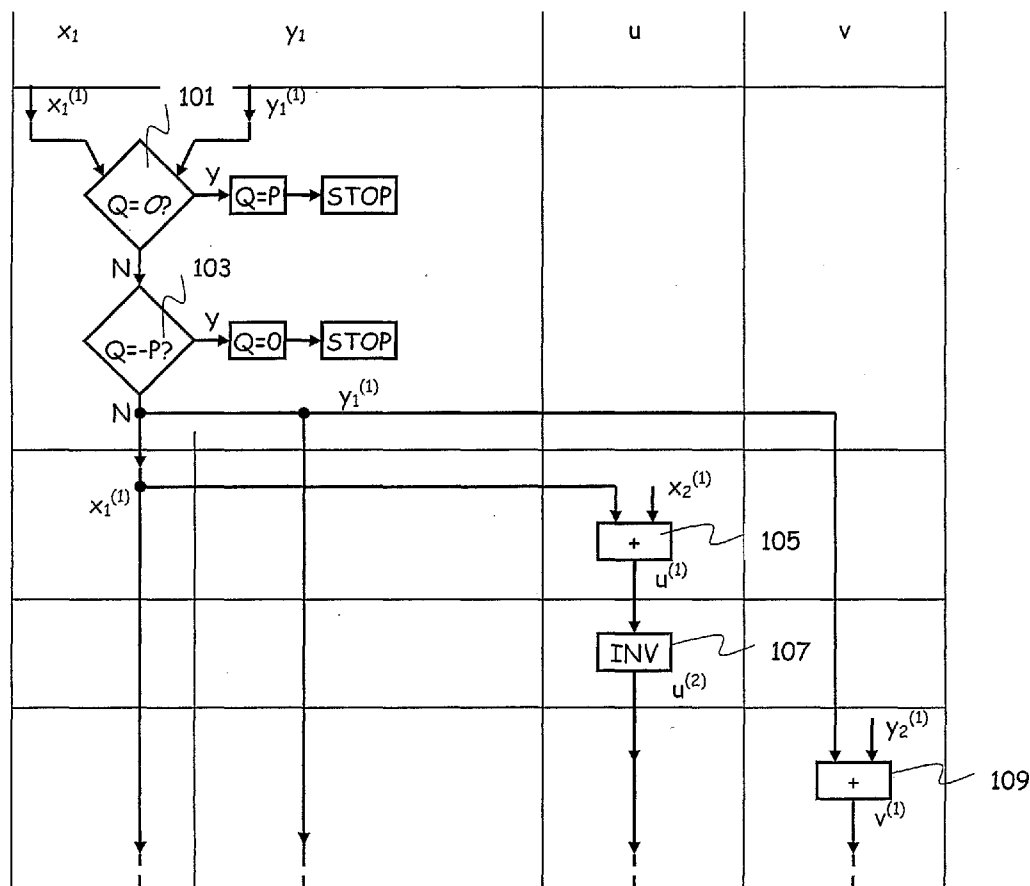 x₁ y₁ u v
x₁⁽¹⁾ 101 y₁⁽¹⁾
Q=0? Y Q=P STOP
N 103
Q=-P? Y Q=0 STOP
N y₁⁽¹⁾
x₁⁽¹⁾ x₂⁽¹⁾
+ 105
u⁽¹⁾
INV 107
u⁽²⁾
y₂⁽¹⁾
+ 109
v⁽¹⁾